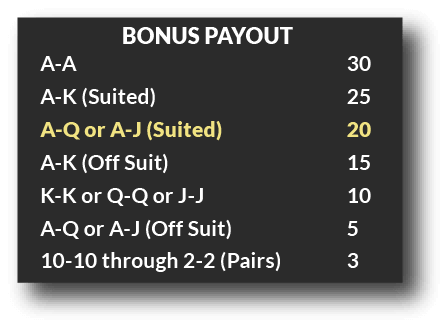 BONUS PAYOUT
A-A 30
A-K (Suited) 25
A-Q or A-J (Suited) 20
A-K (Off Suit) 15
K-K or Q-Q or J-J 10
A-Q or A-J (Off Suit) 5
10-10 through 2-2 (Pairs) 3